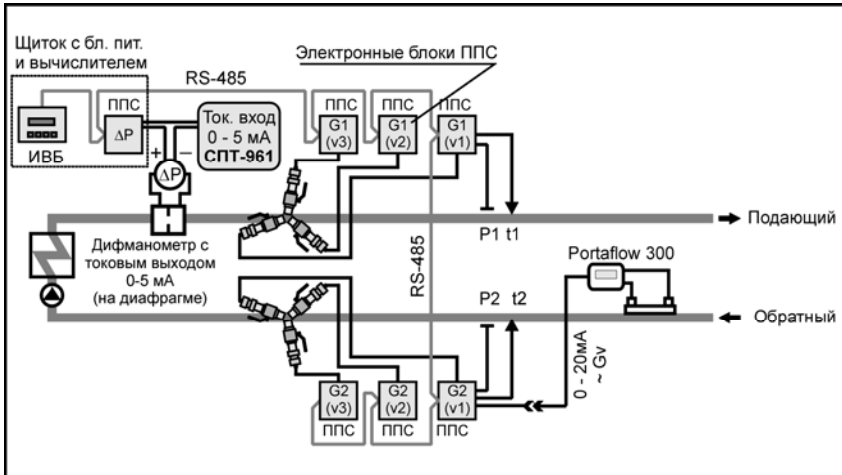 Щиток с бл. пит.
и вычислителем
Электронные блоки ППС
RS-485
ИВБ
ППС
ΔP
Ток. вход
0 - 5 мА
СПТ-961
ППС
G1
(v3)
ППС
G1
(v2)
ППС
G1
(v1)
+
–
ΔP
Подающий
P1 t1
Дифманометр с
токовым выходом
0-5 мА
(на диафрагме)
RS-485
Portaflow 300
P2 t2
Обратный
0 - 20мА
~ Gv
G2
(v3)
ППС
G2
(v2)
ППС
G2
(v1)
ППС